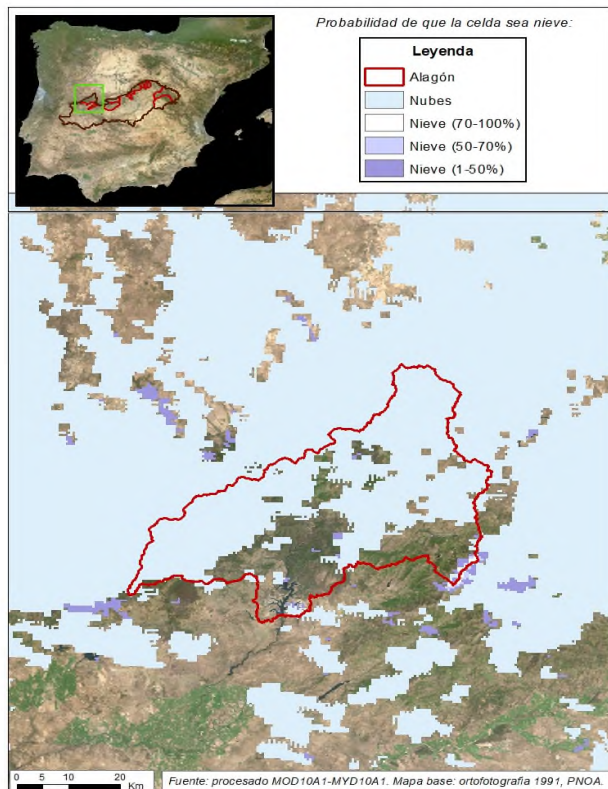 Probabilidad de que la celda sea nieve:
Leyenda
Alagón
Nubes
Nieve (70-100%)
Nieve (50-70%)
Nieve (1-50%)
0 5 10 20
Km
Fuente: procesado MOD10A1-MYD10A1. Mapa base: ortofotografia 1991, PNOA.